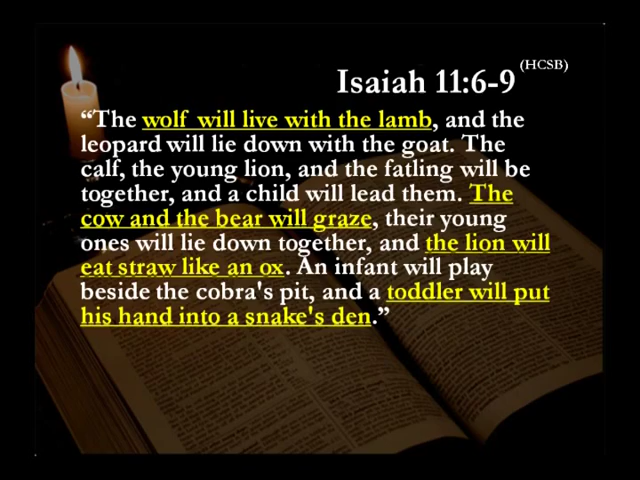 Isaiah 11:6-9 (HCSB)
“The wolf will live with the lamb, and the
leopard will lie down with the goat. The
calf, the young lion, and the fatling will be
together, and a child will lead them. The
cow and the bear will graze, their young
ones will lie down together, and the lion will
eat straw like an ox. An infant will play
beside the cobra's pit, and a toddler will put
his hand into a snake's den.”